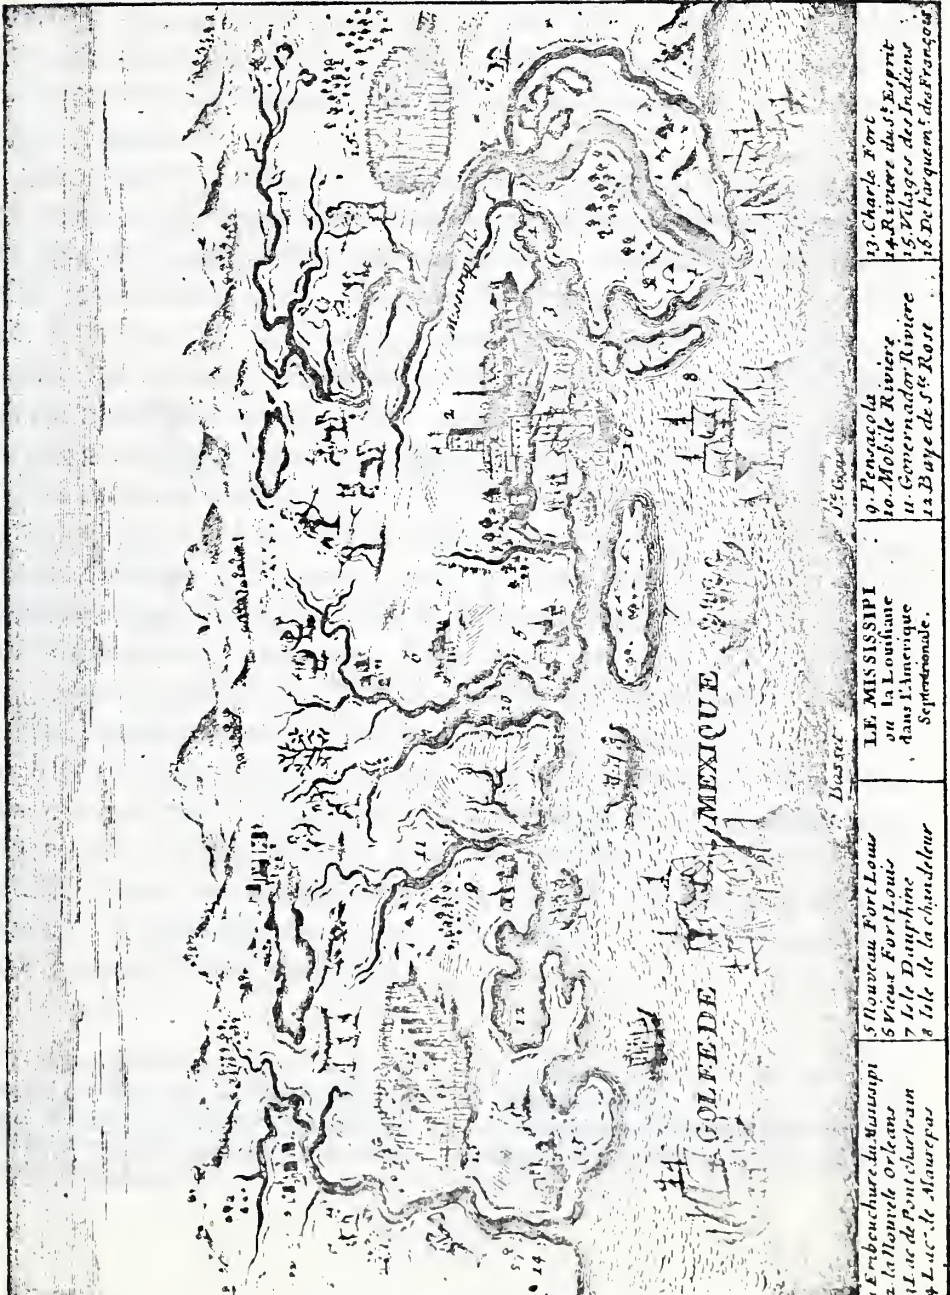 GOLFE DE MEXIQUE
Mississipi
1 Embouchure du Missisipi
2 la Nouvele Orleans
3 Lac de Pontchartrain
4 Lac de Maurepas
5 Nouveau Fort Louis
6 Vieux Fort Louis
7 Isle Dauphine
8 Isle de la chandeleur
LE MESSISIPI
ou la Louisiane
dans l'Amerique
Septentrionale.
9. Pensacola
10. Mobile Riviere
11 Governador Riviere
12 Baye de Ste Rose
13. Charle Fort
14. Riviere du St Esprit
15 Vilages des Indiens
16 Debarquemt. du François